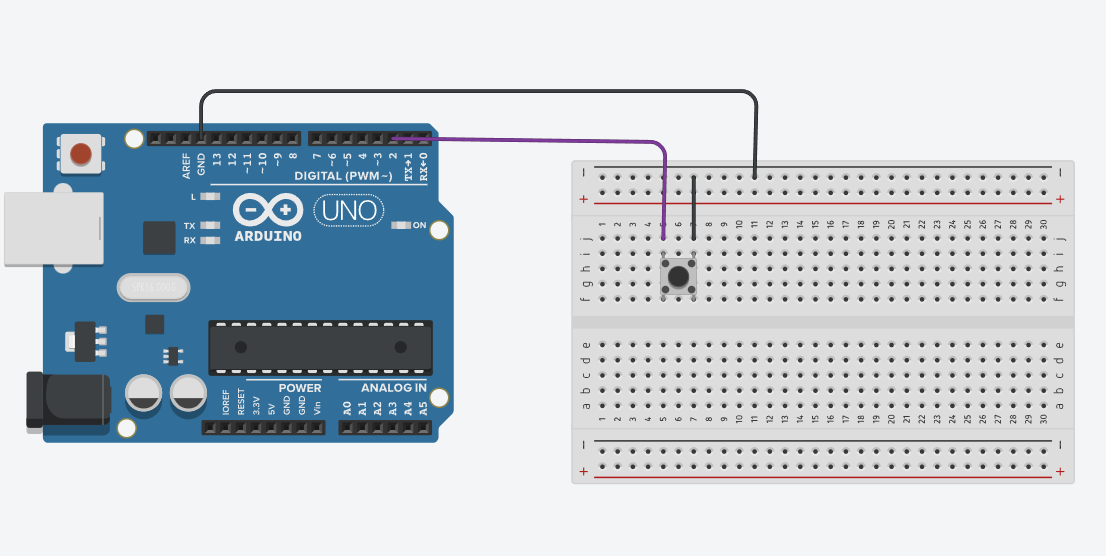 AREF
GND
13
12
~11
~10
~9
8
7
~6
~5
4
~3
2
TX→1
RX←0
DIGITAL (PWM~)
L
TX
RX
ARDUINO
UNO
ON
IOREF
RESET
3.3V
5V
GND
GND
Vin
POWER
A0
A1
A2
A3
A4
A5
ANALOG IN
− −
+ +
1 2 3 4 5 6 7 8 9 10 11 12 13 14 15 16 17 18 19 20 21 22 23 24 25 26 27 28 29 30
j j
i i
h h
g g
f f
e e
d d
c c
b b
a a
1 2 3 4 5 6 7 8 9 10 11 12 13 14 15 16 17 18 19 20 21 22 23 24 25 26 27 28 29 30
− −
+ +